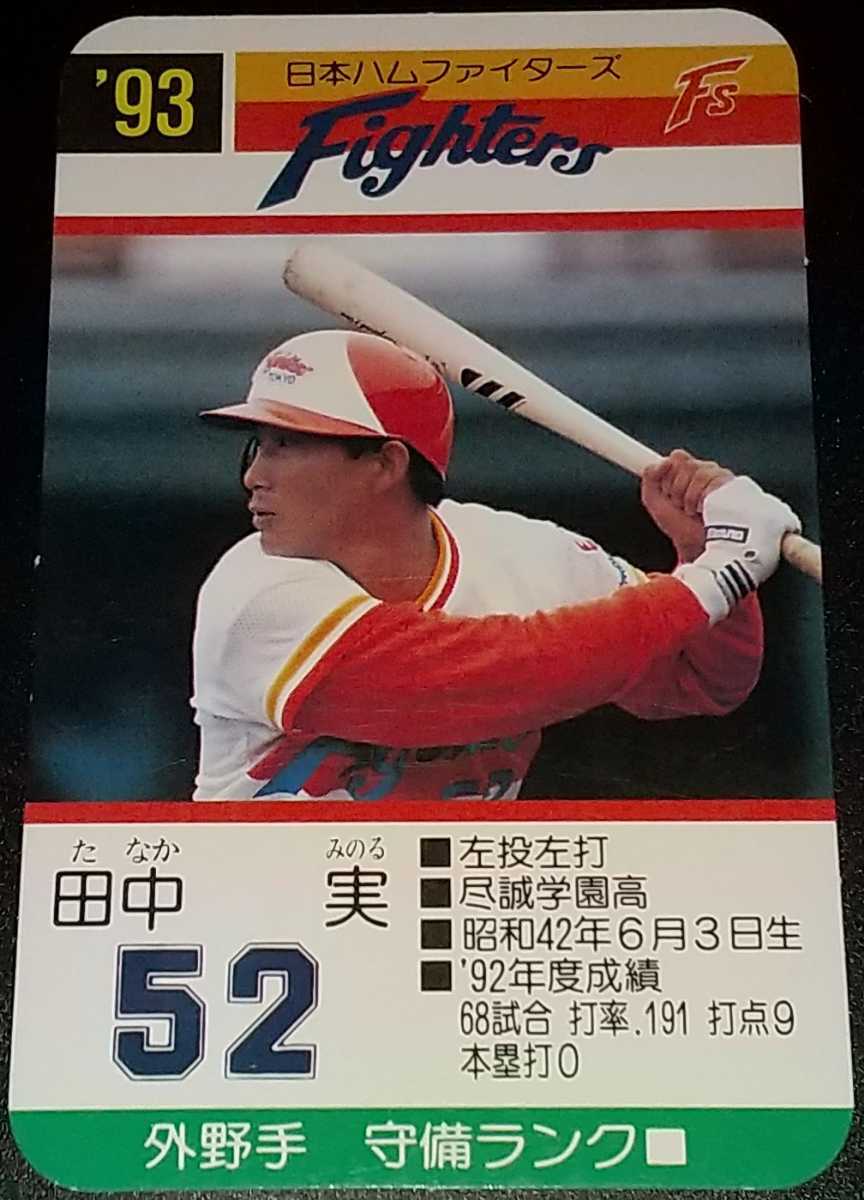 '93
日本ハムファイターズ
Fs
Fighters
TOKYO
た なか みのる
田中 実
52
■左投左打
■尽誠学園高
■昭和42年6月3日生
■'92年度成績
68試合 打率.191 打点9
本塁打0
外野手 守備ランク■